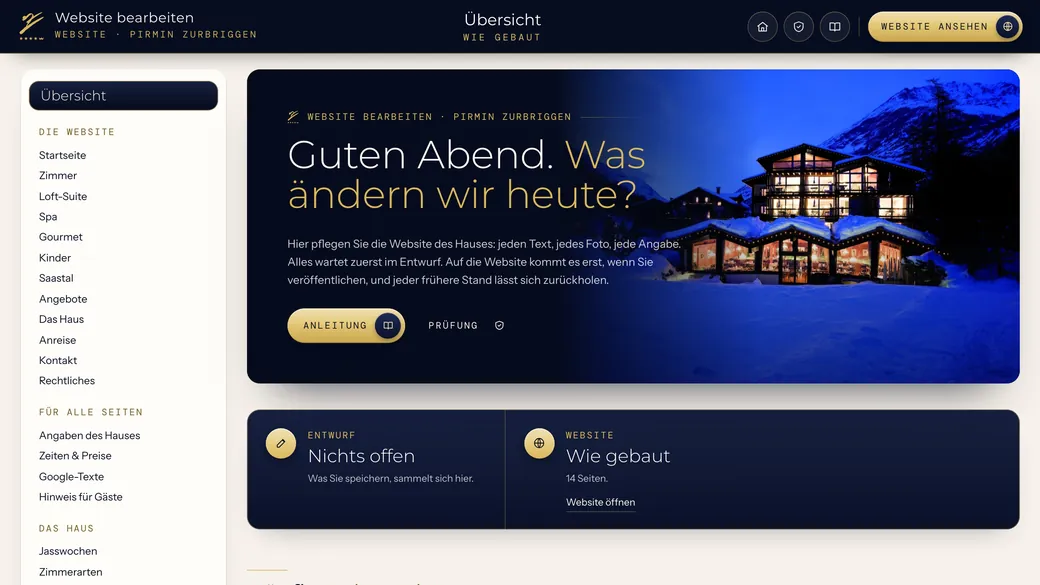 Website bearbeiten
WEBSITE · PIRMIN ZURBRIGGEN
Übersicht
WIE GEBAUT
WEBSITE ANSEHEN
Übersicht
DIE WEBSITE
Startseite
Zimmer
Loft-Suite
Spa
Gourmet
Kinder
Saastal
Angebote
Das Haus
Anreise
Kontakt
Rechtliches
FÜR ALLE SEITEN
Angaben des Hauses
Zeiten & Preise
Google-Texte
Hinweis für Gäste
DAS HAUS
Jasswochen
Zimmerarten
WEBSITE BEARBEITEN · PIRMIN ZURBRIGGEN
Guten Abend. Was
ändern wir heute?
Hier pflegen Sie die Website des Hauses: jeden Text, jedes Foto, jede Angabe.
Alles wartet zuerst im Entwurf. Auf die Website kommt es erst, wenn Sie
veröffentlichen, und jeder frühere Stand lässt sich zurückholen.
ANLEITUNG
PRÜFUNG
ENTWURF
Nichts offen
Was Sie speichern, sammelt sich hier.
WEBSITE
Wie gebaut
14 Seiten.
Website öffnen